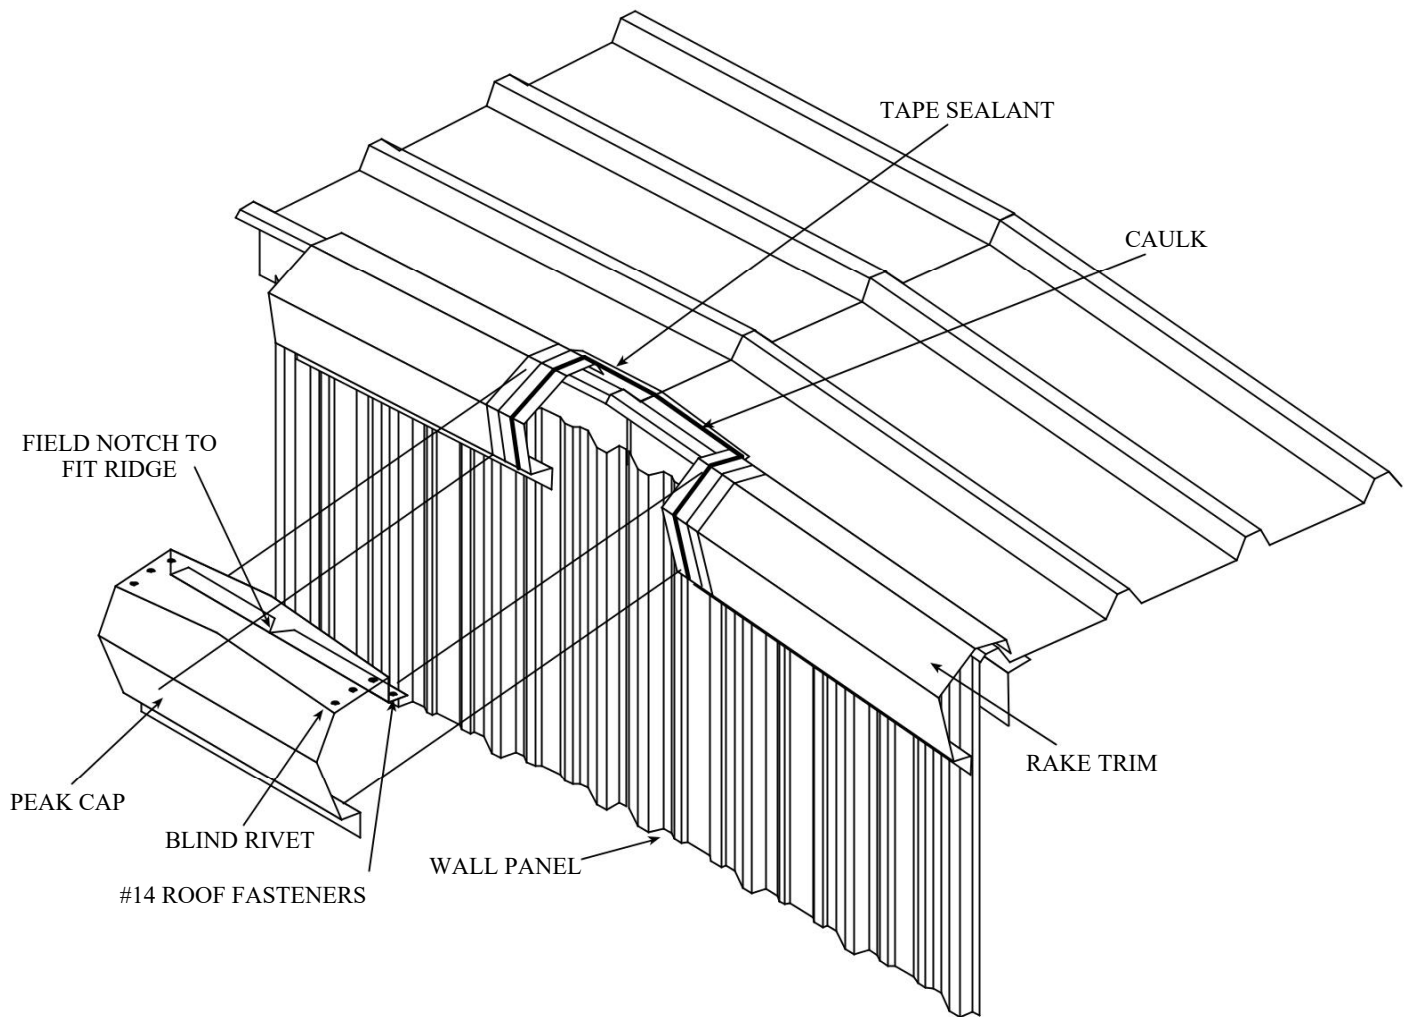 TAPE SEALANT
CAULK
FIELD NOTCH TO
FIT RIDGE
RAKE TRIM
PEAK CAP
BLIND RIVET
WALL PANEL
#14 ROOF FASTENERS